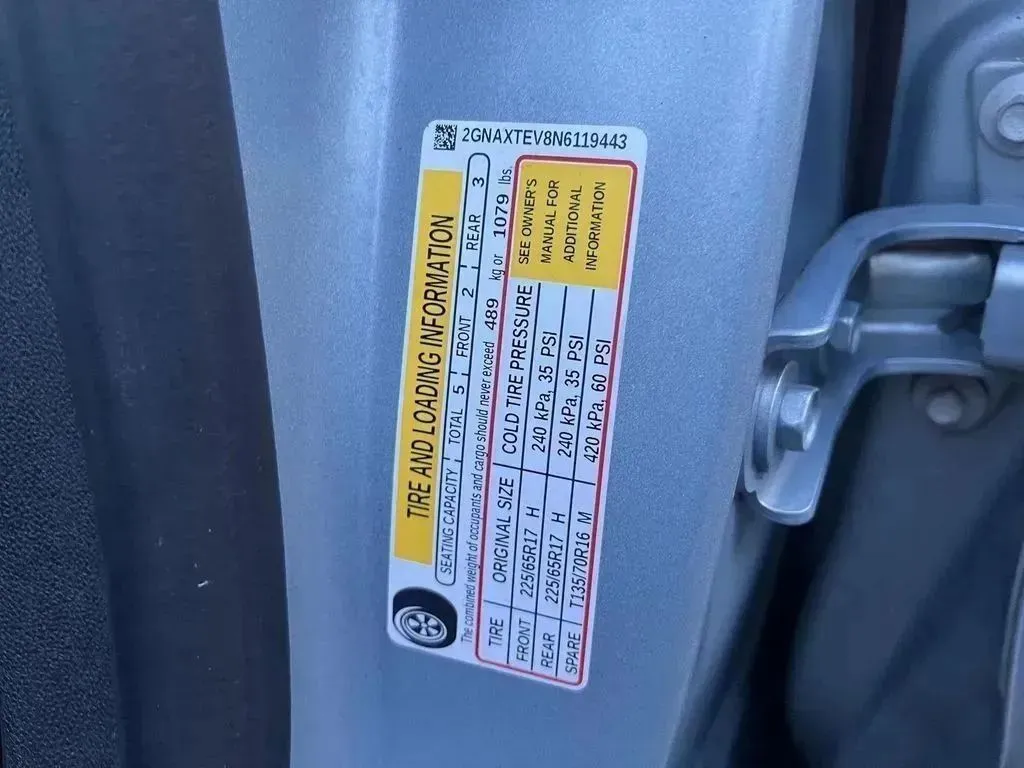 2GNAXTEV8N6119443
TIRE AND LOADING INFORMATION
SEATING CAPACITY TOTAL 5 FRONT 2 REAR 3
The combined weight of occupants and cargo should never exceed 489 kg or 1079 lbs.
TIRE ORIGINAL SIZE COLD TIRE PRESSURE
FRONT 225/65R17 H 240 kPa, 35 PSI
REAR 225/65R17 H 240 kPa, 35 PSI
SPARE T135/70R16 M 420 kPa, 60 PSI
SEE OWNER'S
MANUAL FOR
ADDITIONAL
INFORMATION